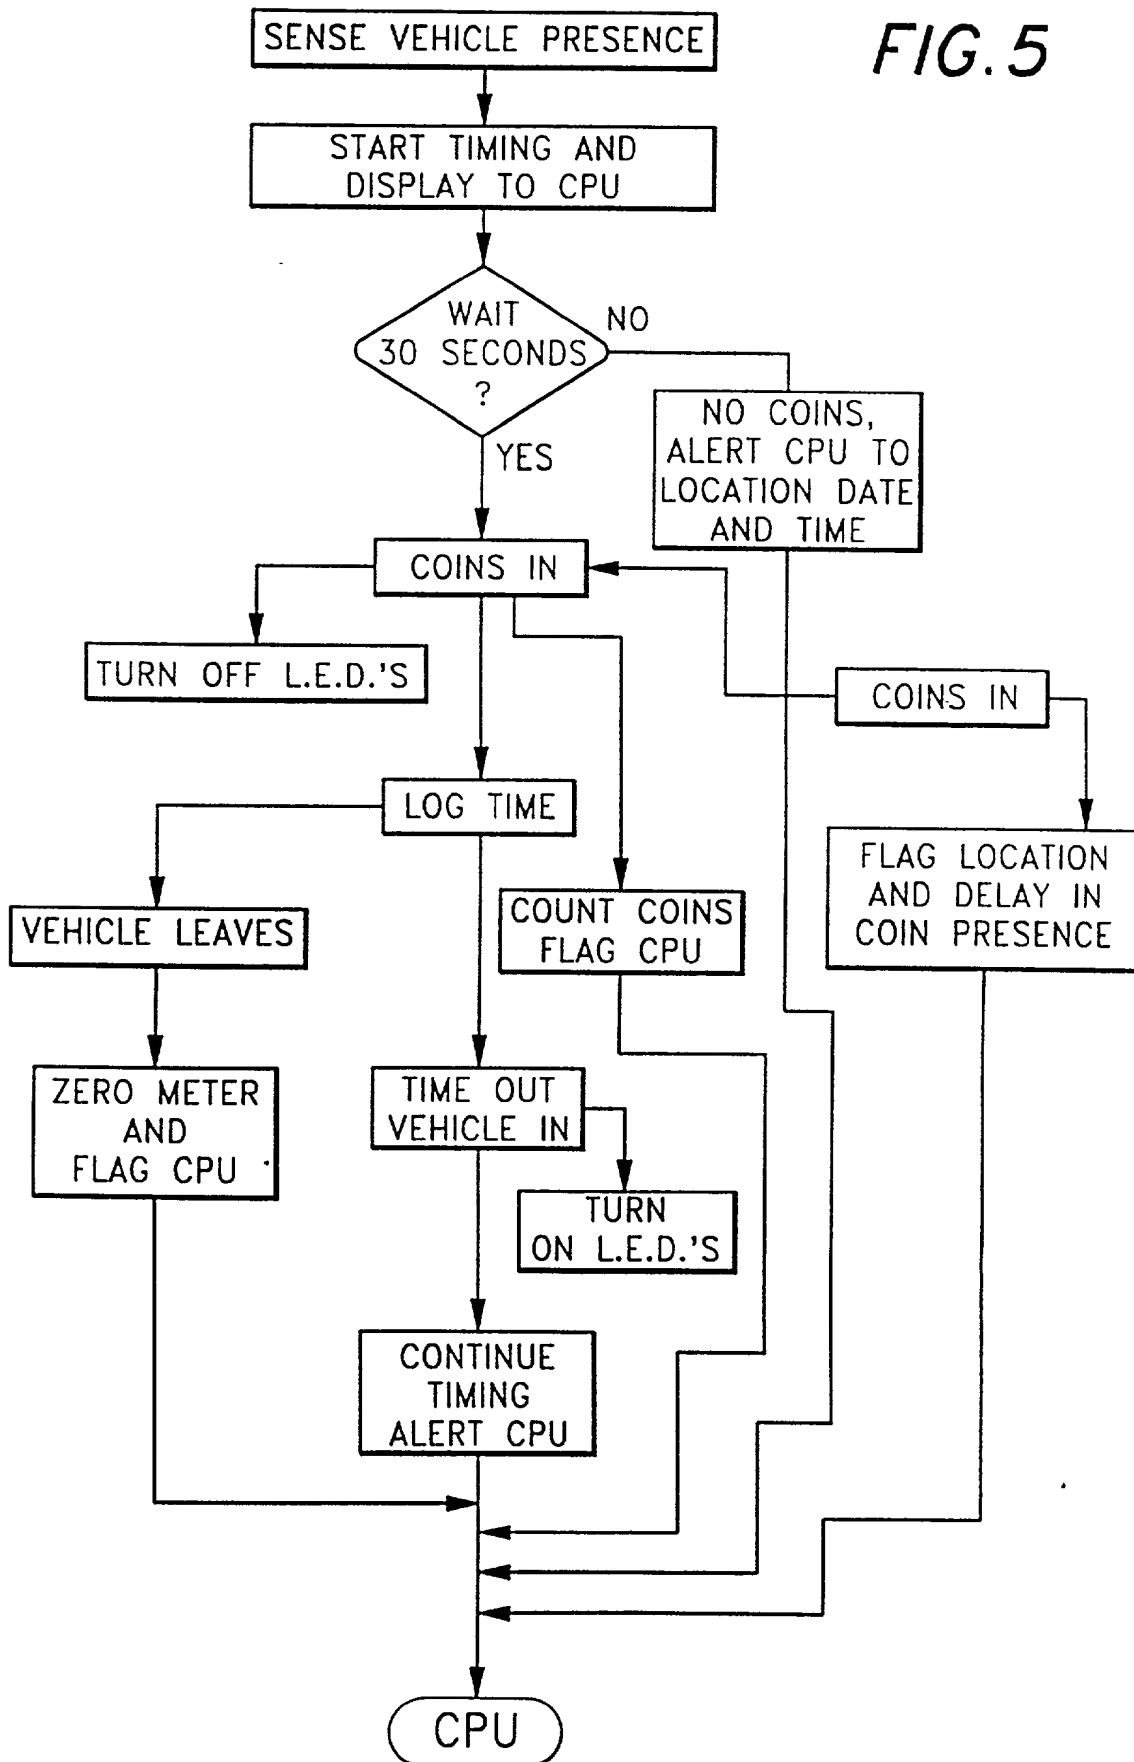 FIG. 5
SENSE VEHICLE PRESENCE
START TIMING AND
DISPLAY TO CPU
WAIT
30 SECONDS
?
NO
YES
NO COINS,
ALERT CPU TO
LOCATION DATE
AND TIME
COINS IN
TURN OFF L.E.D.'S
COINS IN
LOG TIME
FLAG LOCATION
AND DELAY IN
COIN PRESENCE
VEHICLE LEAVES
COUNT COINS
FLAG CPU
ZERO METER
AND
FLAG CPU
TIME OUT
VEHICLE IN
TURN
ON L.E.D.'S
CONTINUE
TIMING
ALERT CPU
CPU